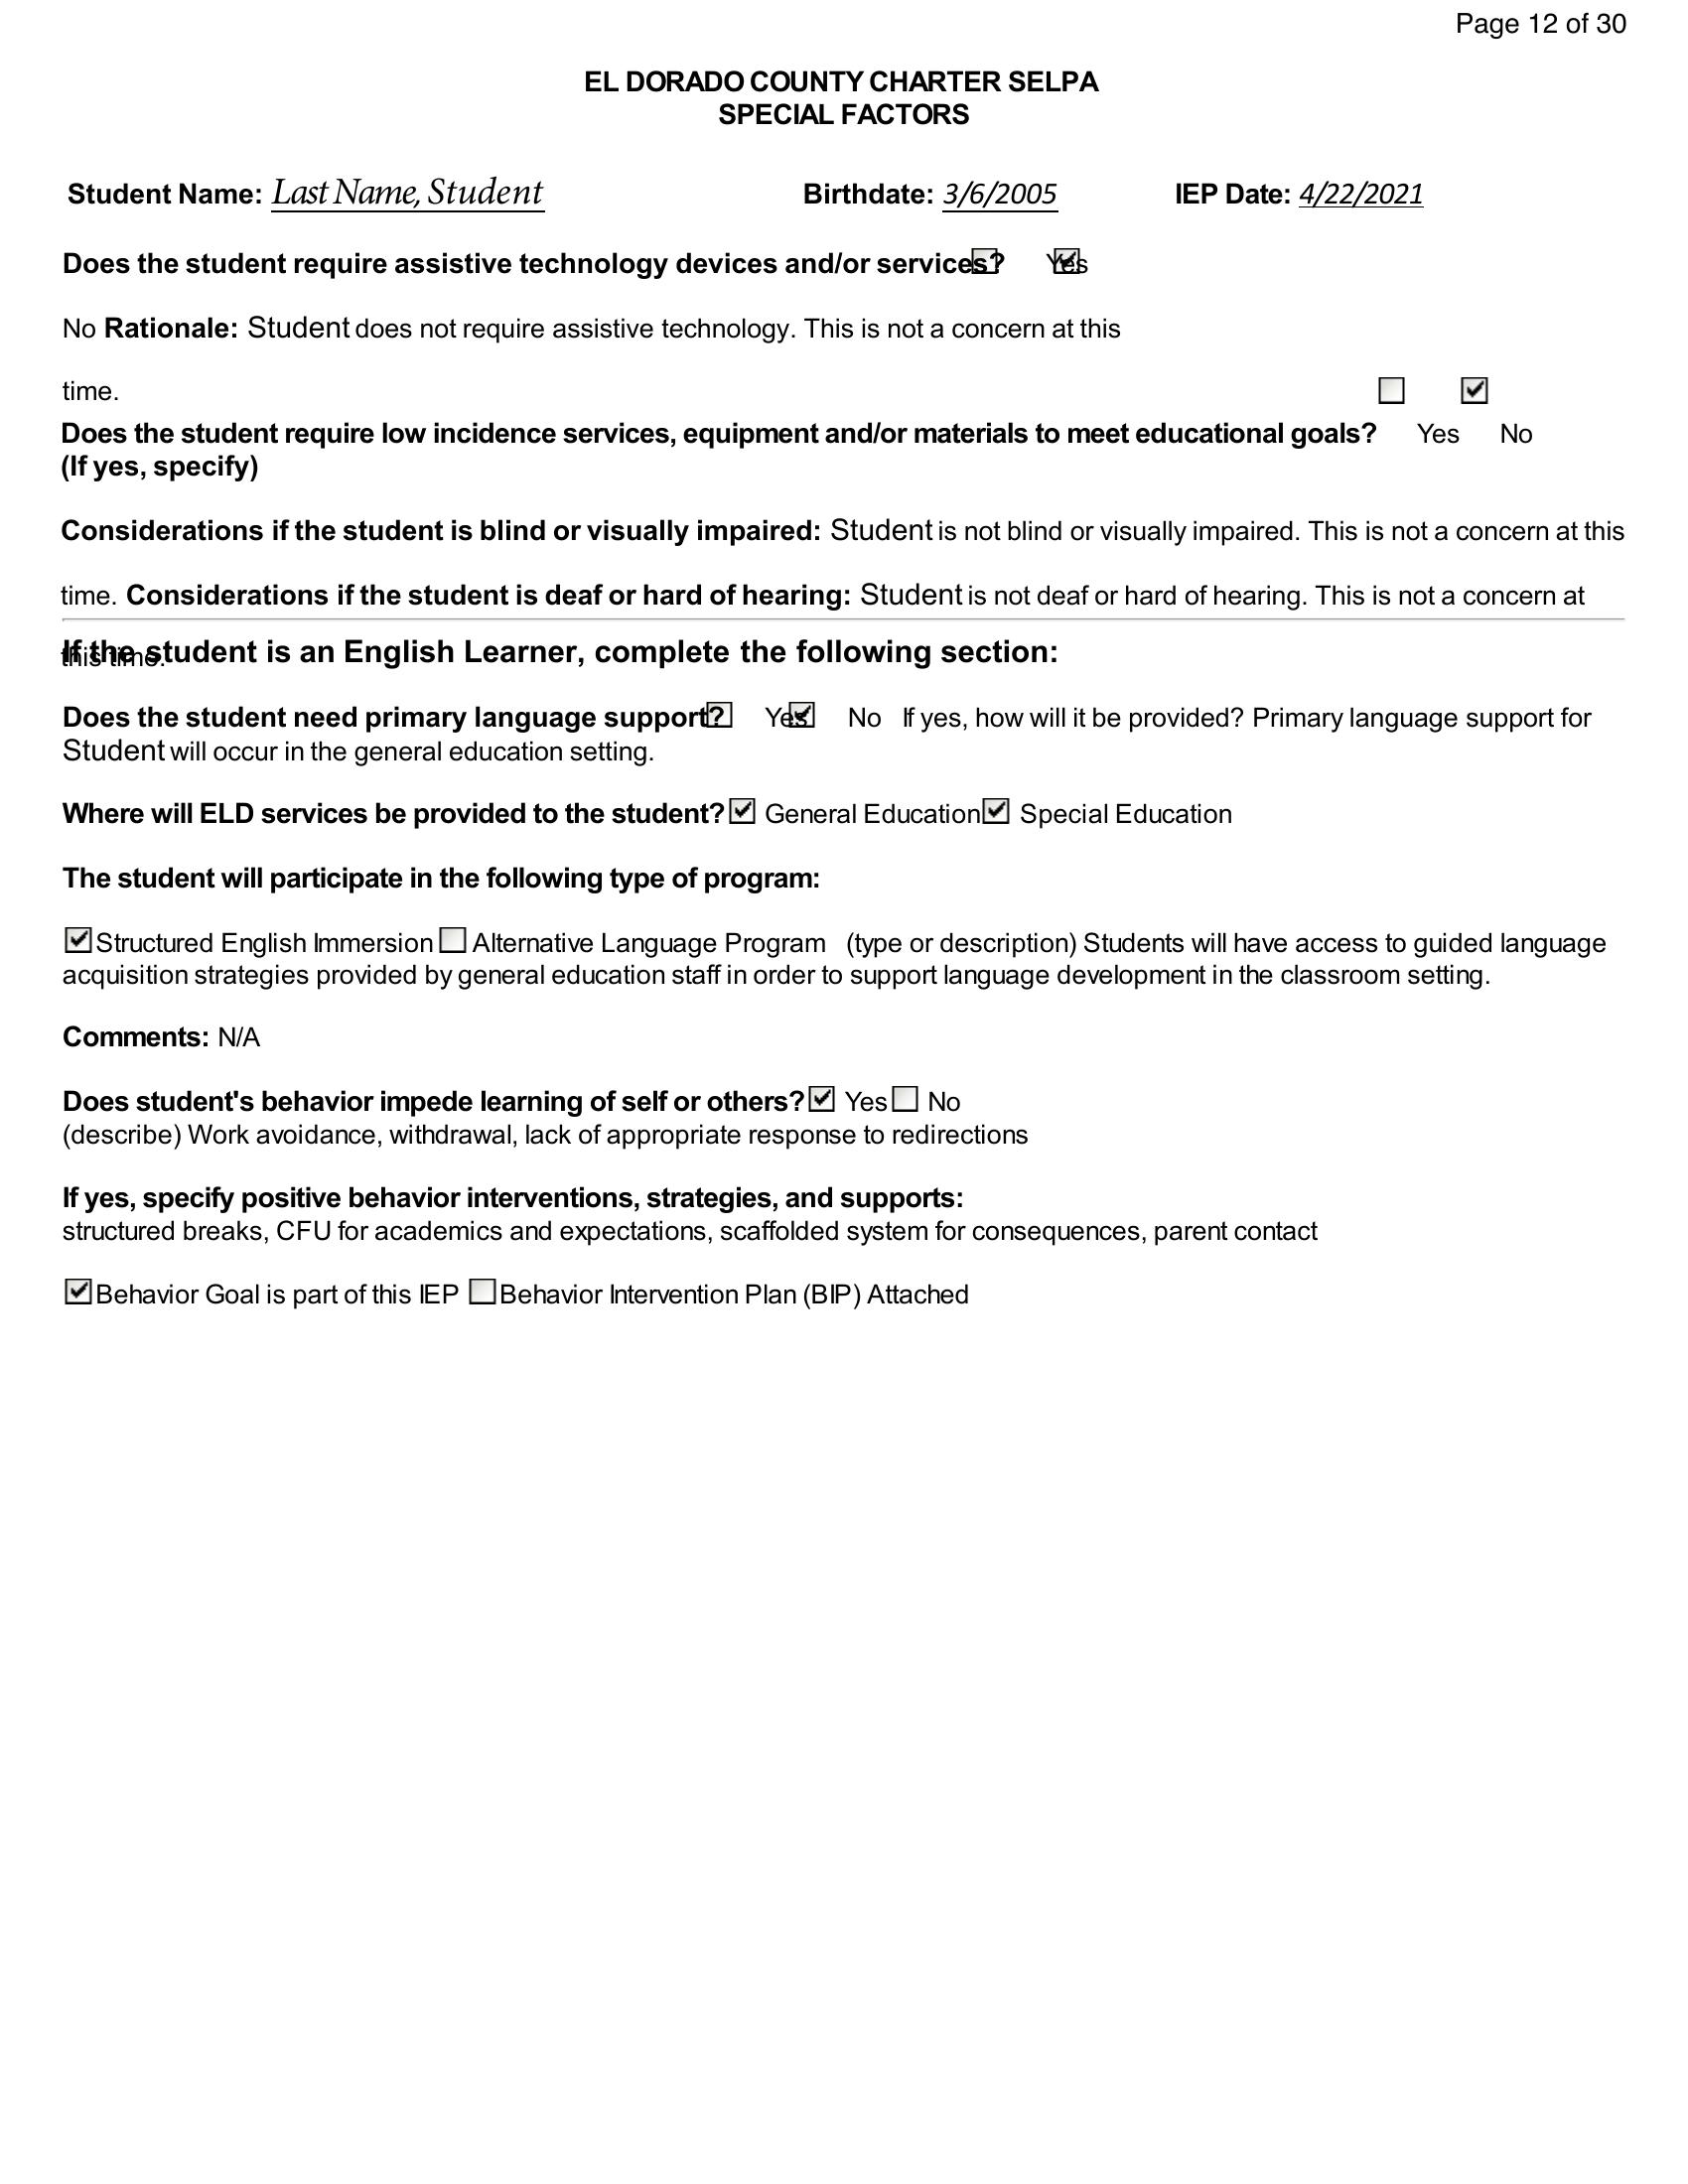 Page 12 of 30
EL DORADO COUNTY CHARTER SELPA
SPECIAL FACTORS
Student Name: Last Name, Student Birthdate: 3/6/2005 IEP Date: 4/22/2021
Does the student require assistive technology devices and/or services? ☐ Yes ☑
No Rationale: Student does not require assistive technology. This is not a concern at this
time. ☐ ☑
Does the student require low incidence services, equipment and/or materials to meet educational goals? Yes No
(If yes, specify)
Considerations if the student is blind or visually impaired: Student is not blind or visually impaired. This is not a concern at this
time. Considerations if the student is deaf or hard of hearing: Student is not deaf or hard of hearing. This is not a concern at
this time.
If the student is an English Learner, complete the following section:
Does the student need primary language support? ☐ Yes ☑ No If yes, how will it be provided? Primary language support for
Student will occur in the general education setting.
Where will ELD services be provided to the student? ☑ General Education ☑ Special Education
The student will participate in the following type of program:
☑ Structured English Immersion ☐ Alternative Language Program (type or description) Students will have access to guided language
acquisition strategies provided by general education staff in order to support language development in the classroom setting.
Comments: N/A
Does student's behavior impede learning of self or others? ☑ Yes ☐ No
(describe) Work avoidance, withdrawal, lack of appropriate response to redirections
If yes, specify positive behavior interventions, strategies, and supports:
structured breaks, CFU for academics and expectations, scaffolded system for consequences, parent contact
☑ Behavior Goal is part of this IEP ☐ Behavior Intervention Plan (BIP) Attached